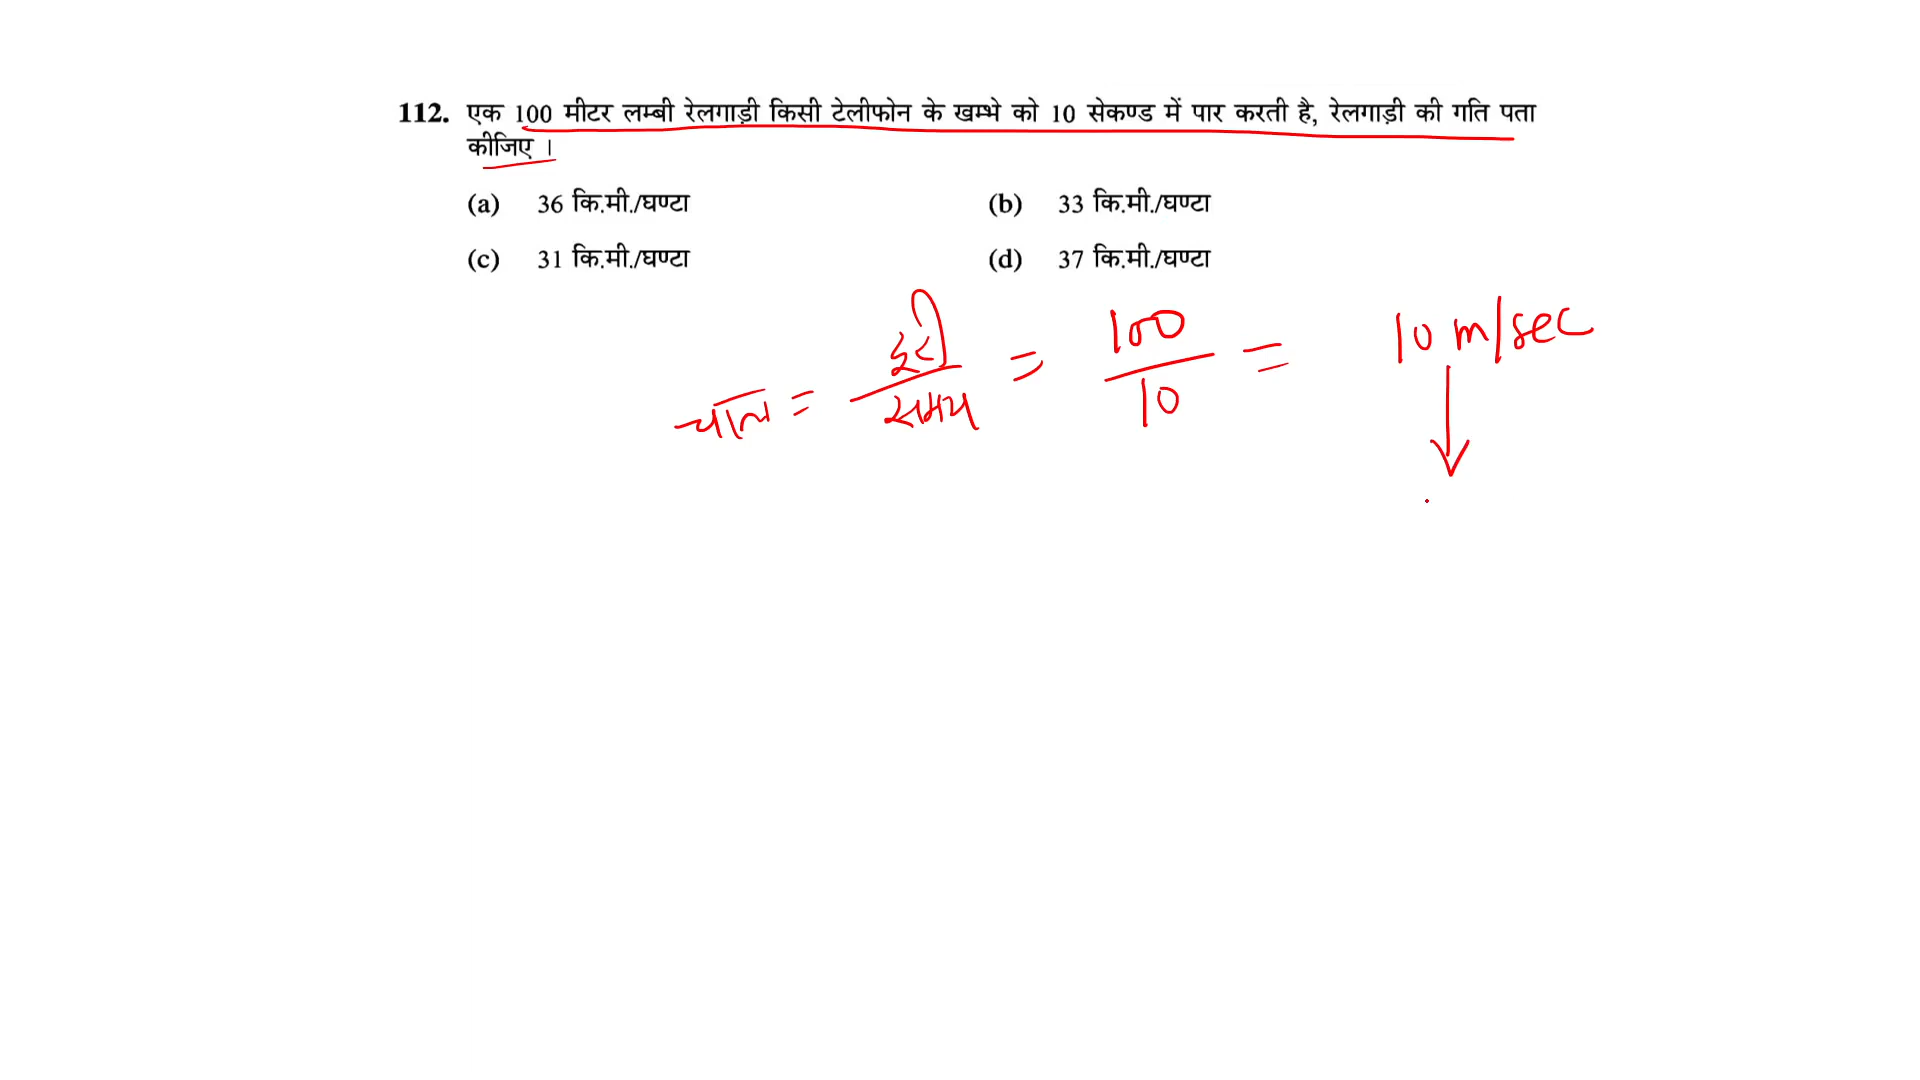 112. एक 100 मीटर लम्बी रेलगाड़ी किसी टेलीफोन के खम्भे को 10 सेकण्ड में पार करती है, रेलगाड़ी की गति पता
कीजिए ।
(a) 36 कि.मी./घण्टा (b) 33 कि.मी./घण्टा
(c) 31 कि.मी./घण्टा (d) 37 कि.मी./घण्टा
चाल = दूरी / समय = 100 / 10 = 10 m/sec